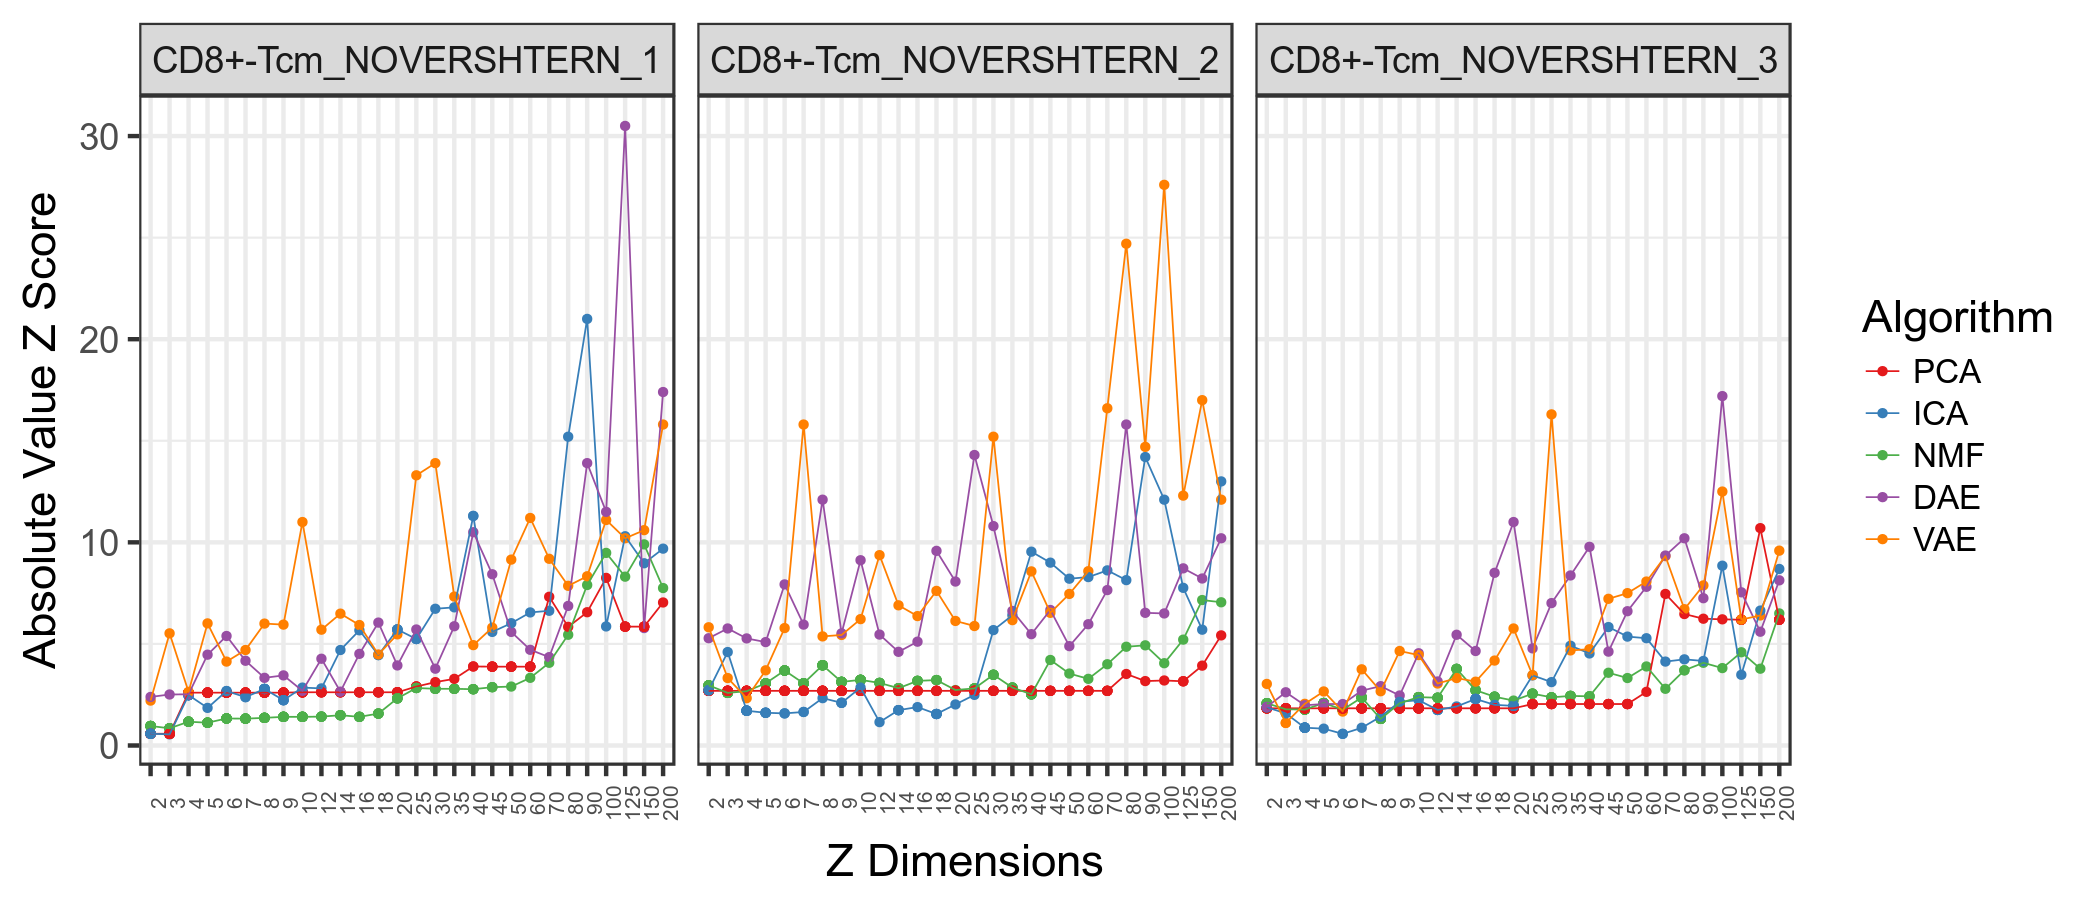 CD8+-Tcm_NOVERSHTERN_1 CD8+-Tcm_NOVERSHTERN_2 CD8+-Tcm_NOVERSHTERN_3
Absolute Value Z Score
30
20
10
0
2 3 4 5 6 7 8 9 10 12 14 16 18 20 25 30 35 40 45 50 60 70 80 90 100 125 150 200
2 3 4 5 6 7 8 9 10 12 14 16 18 20 25 30 35 40 45 50 60 70 80 90 100 125 150 200
2 3 4 5 6 7 8 9 10 12 14 16 18 20 25 30 35 40 45 50 60 70 80 90 100 125 150 200
Z Dimensions
Algorithm
PCA
ICA
NMF
DAE
VAE